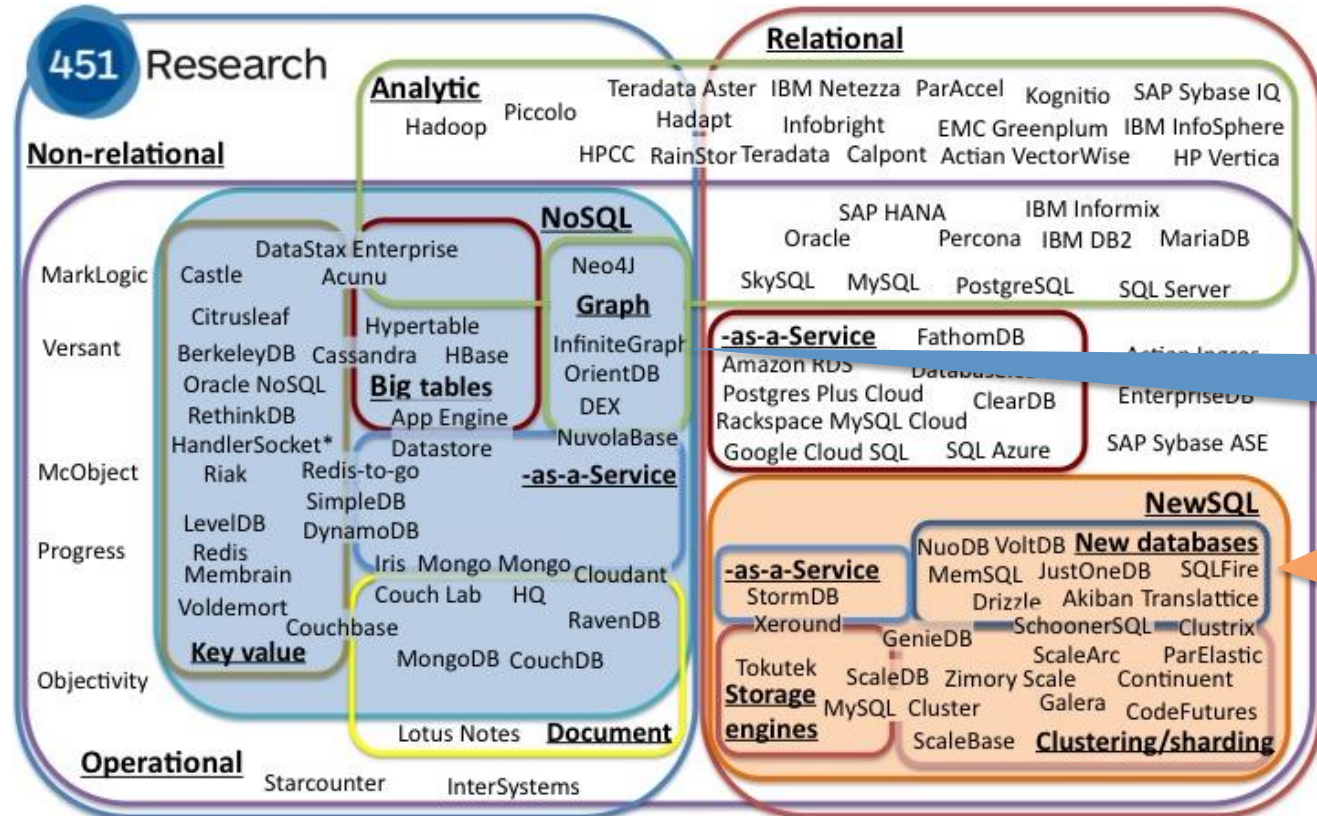 451 Research
Relational
Analytic
Teradata Aster IBM Netezza ParAccel Kognitio SAP Sybase IQ
Hadoop Piccolo Hadapt Infobright EMC Greenplum IBM InfoSphere
Non-relational
HPCC RainStor Teradata Calpont Actian VectorWise HP Vertica
NoSQL
SAP HANA IBM Informix
Oracle Percona IBM DB2 MariaDB
SkySQL MySQL PostgreSQL SQL Server
DataStax Enterprise
MarkLogic Castle Acunu Neo4J
Graph
Citrusleaf Hypertable
Versant
BerkeleyDB Cassandra HBase InfiniteGraph
Oracle NoSQL Big tables OrientDB
RethinkDB App Engine DEX
HandlerSocket* Datastore NuvolaBase
-as-a-Service FathomDB
Amazon RDS
Postgres Plus Cloud ClearDB EnterpriseDB
Rackspace MySQL Cloud
Google Cloud SQL SQL Azure SAP Sybase ASE
McObject Riak Redis-to-go -as-a-Service
SimpleDB
LevelDB DynamoDB
Progress Redis
Membrain Iris Mongo Mongo Cloudant
Couch Lab HQ
Voldemort RavenDB
Couchbase
Key value MongoDB CouchDB
Objectivity
Lotus Notes Document
Operational
Starcounter InterSystems
NewSQL
NuoDB VoltDB New databases
-as-a-Service MemSQL JustOneDB SQLFire
StormDB Drizzle Akiban Translattice
Xeround GenieDB SchoonerSQL Clustrix
ScaleArc ParElastic
Tokutek ScaleDB Zimory Scale Continuent
Storage MySQL Cluster Galera CodeFutures
engines ScaleBase Clustering/sharding